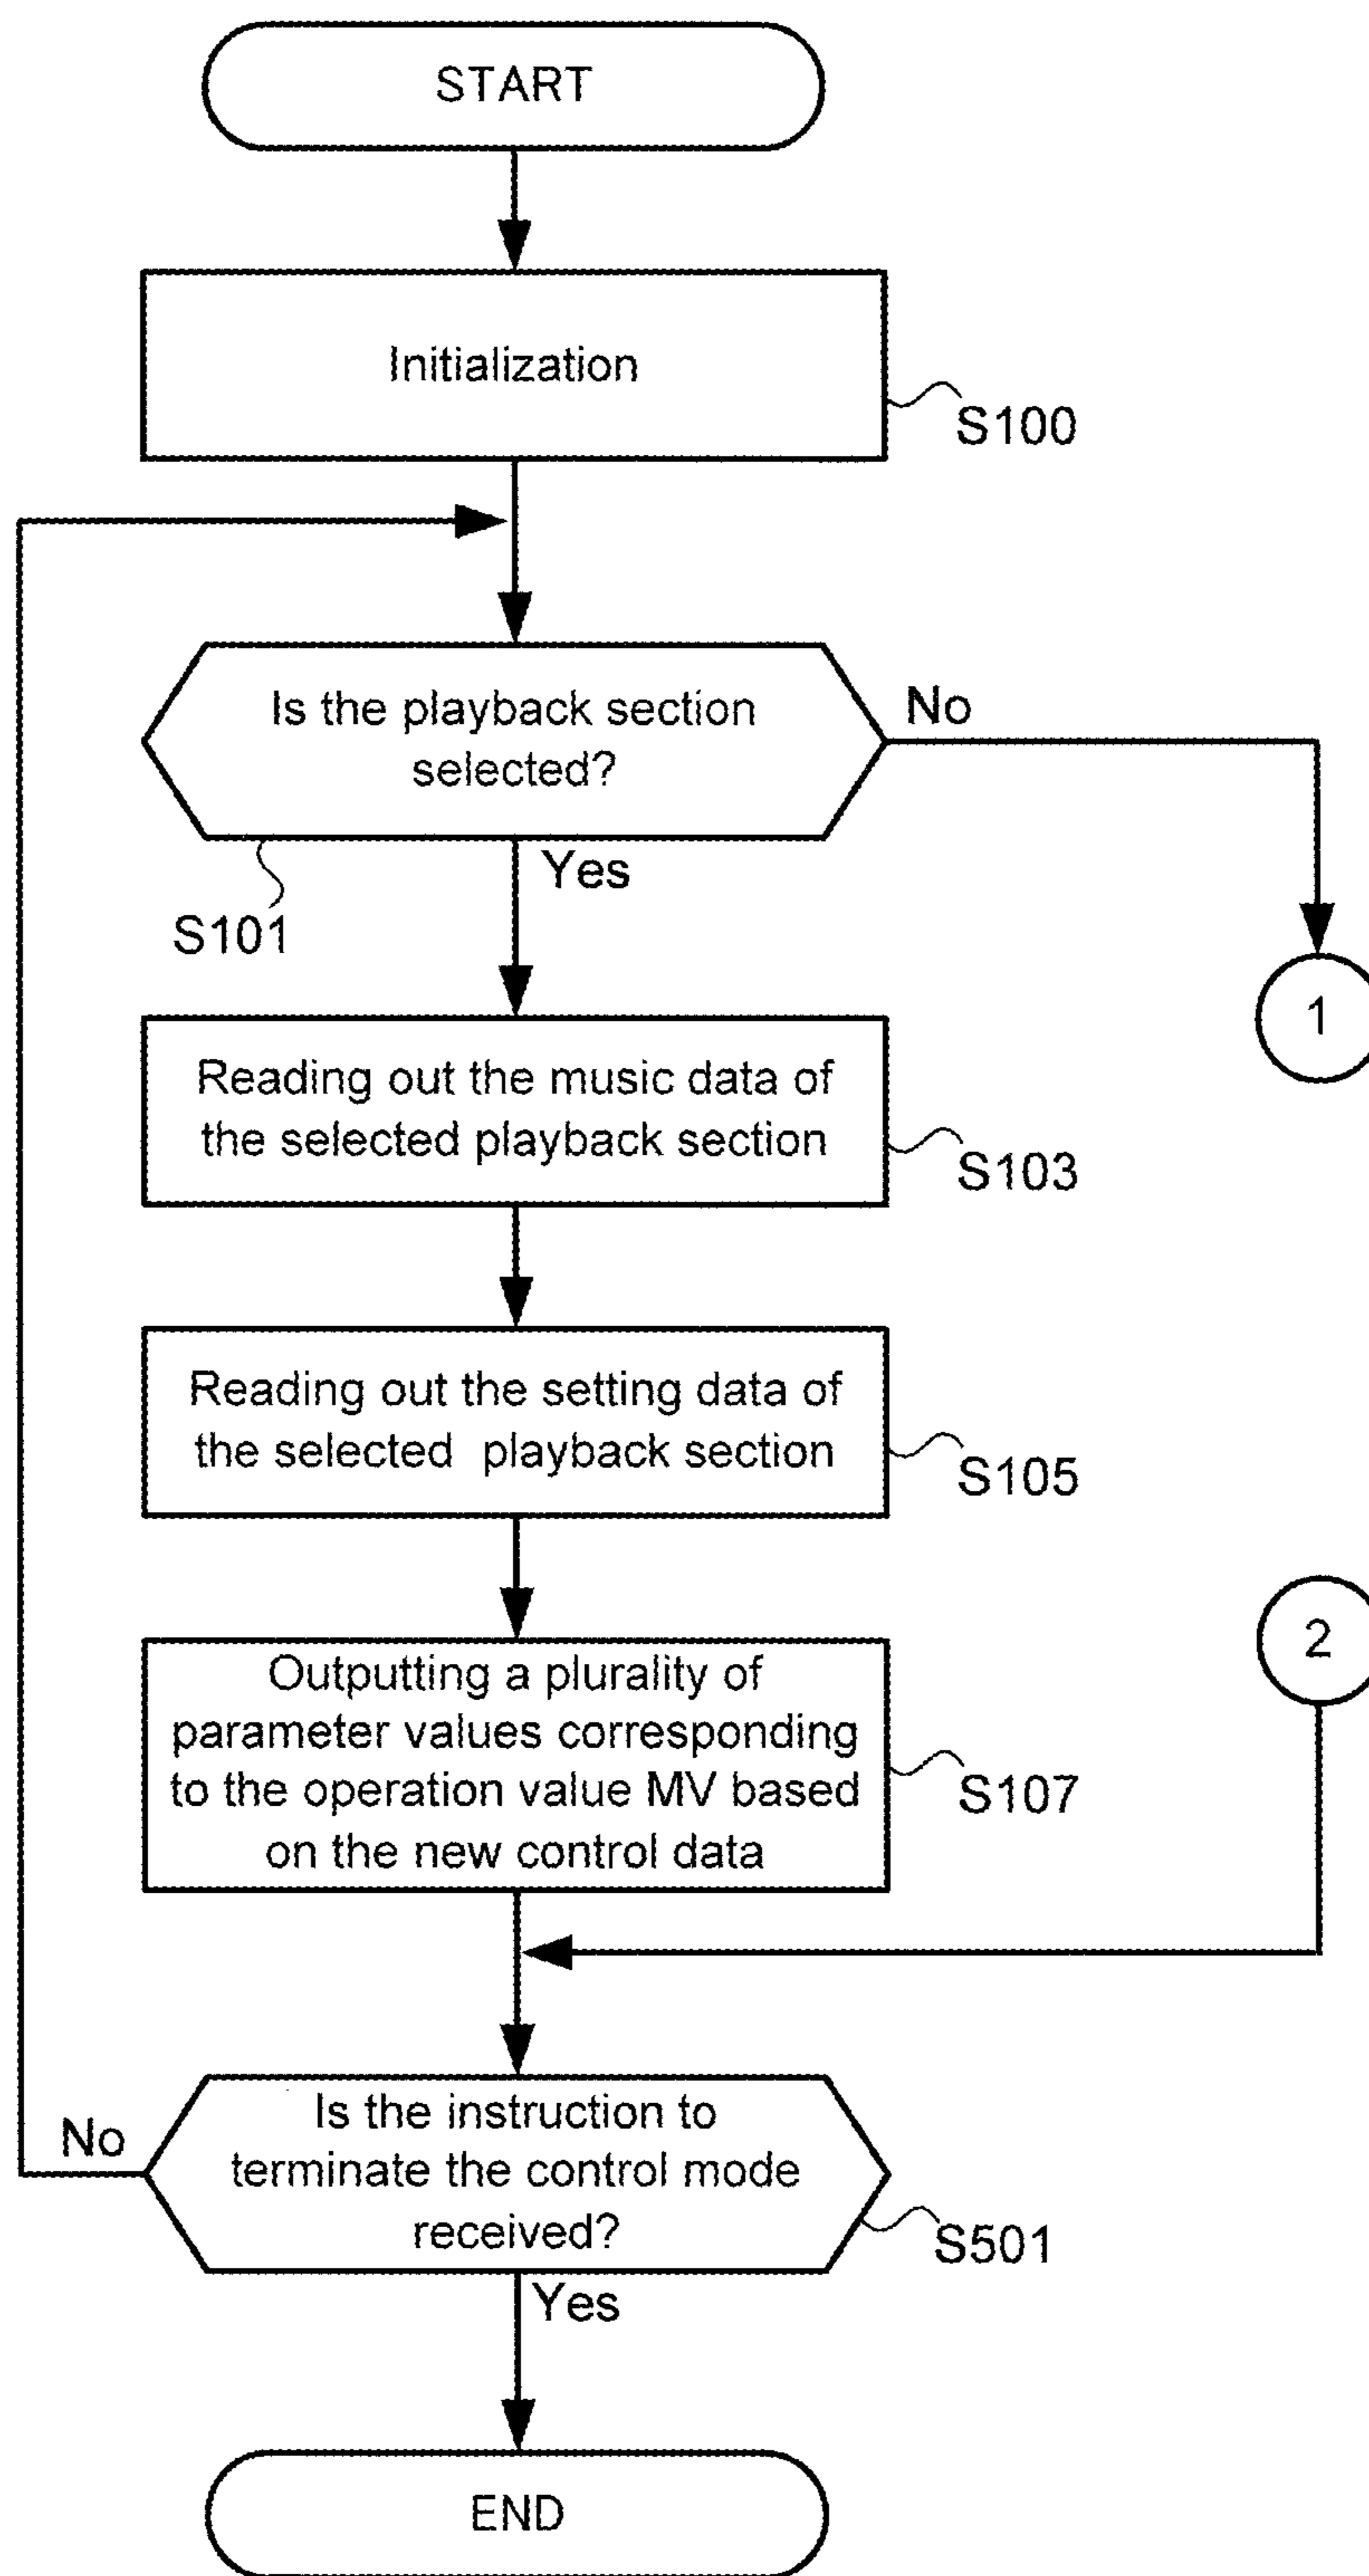 START
Initialization
S100
Is the playback section
selected?
No
Yes
S101
1
Reading out the music data of
the selected playback section
S103
Reading out the setting data of
the selected playback section
S105
2
Outputting a plurality of
parameter values corresponding
to the operation value MV based
on the new control data
S107
Is the instruction to
terminate the control mode
received?
No
S501
Yes
END